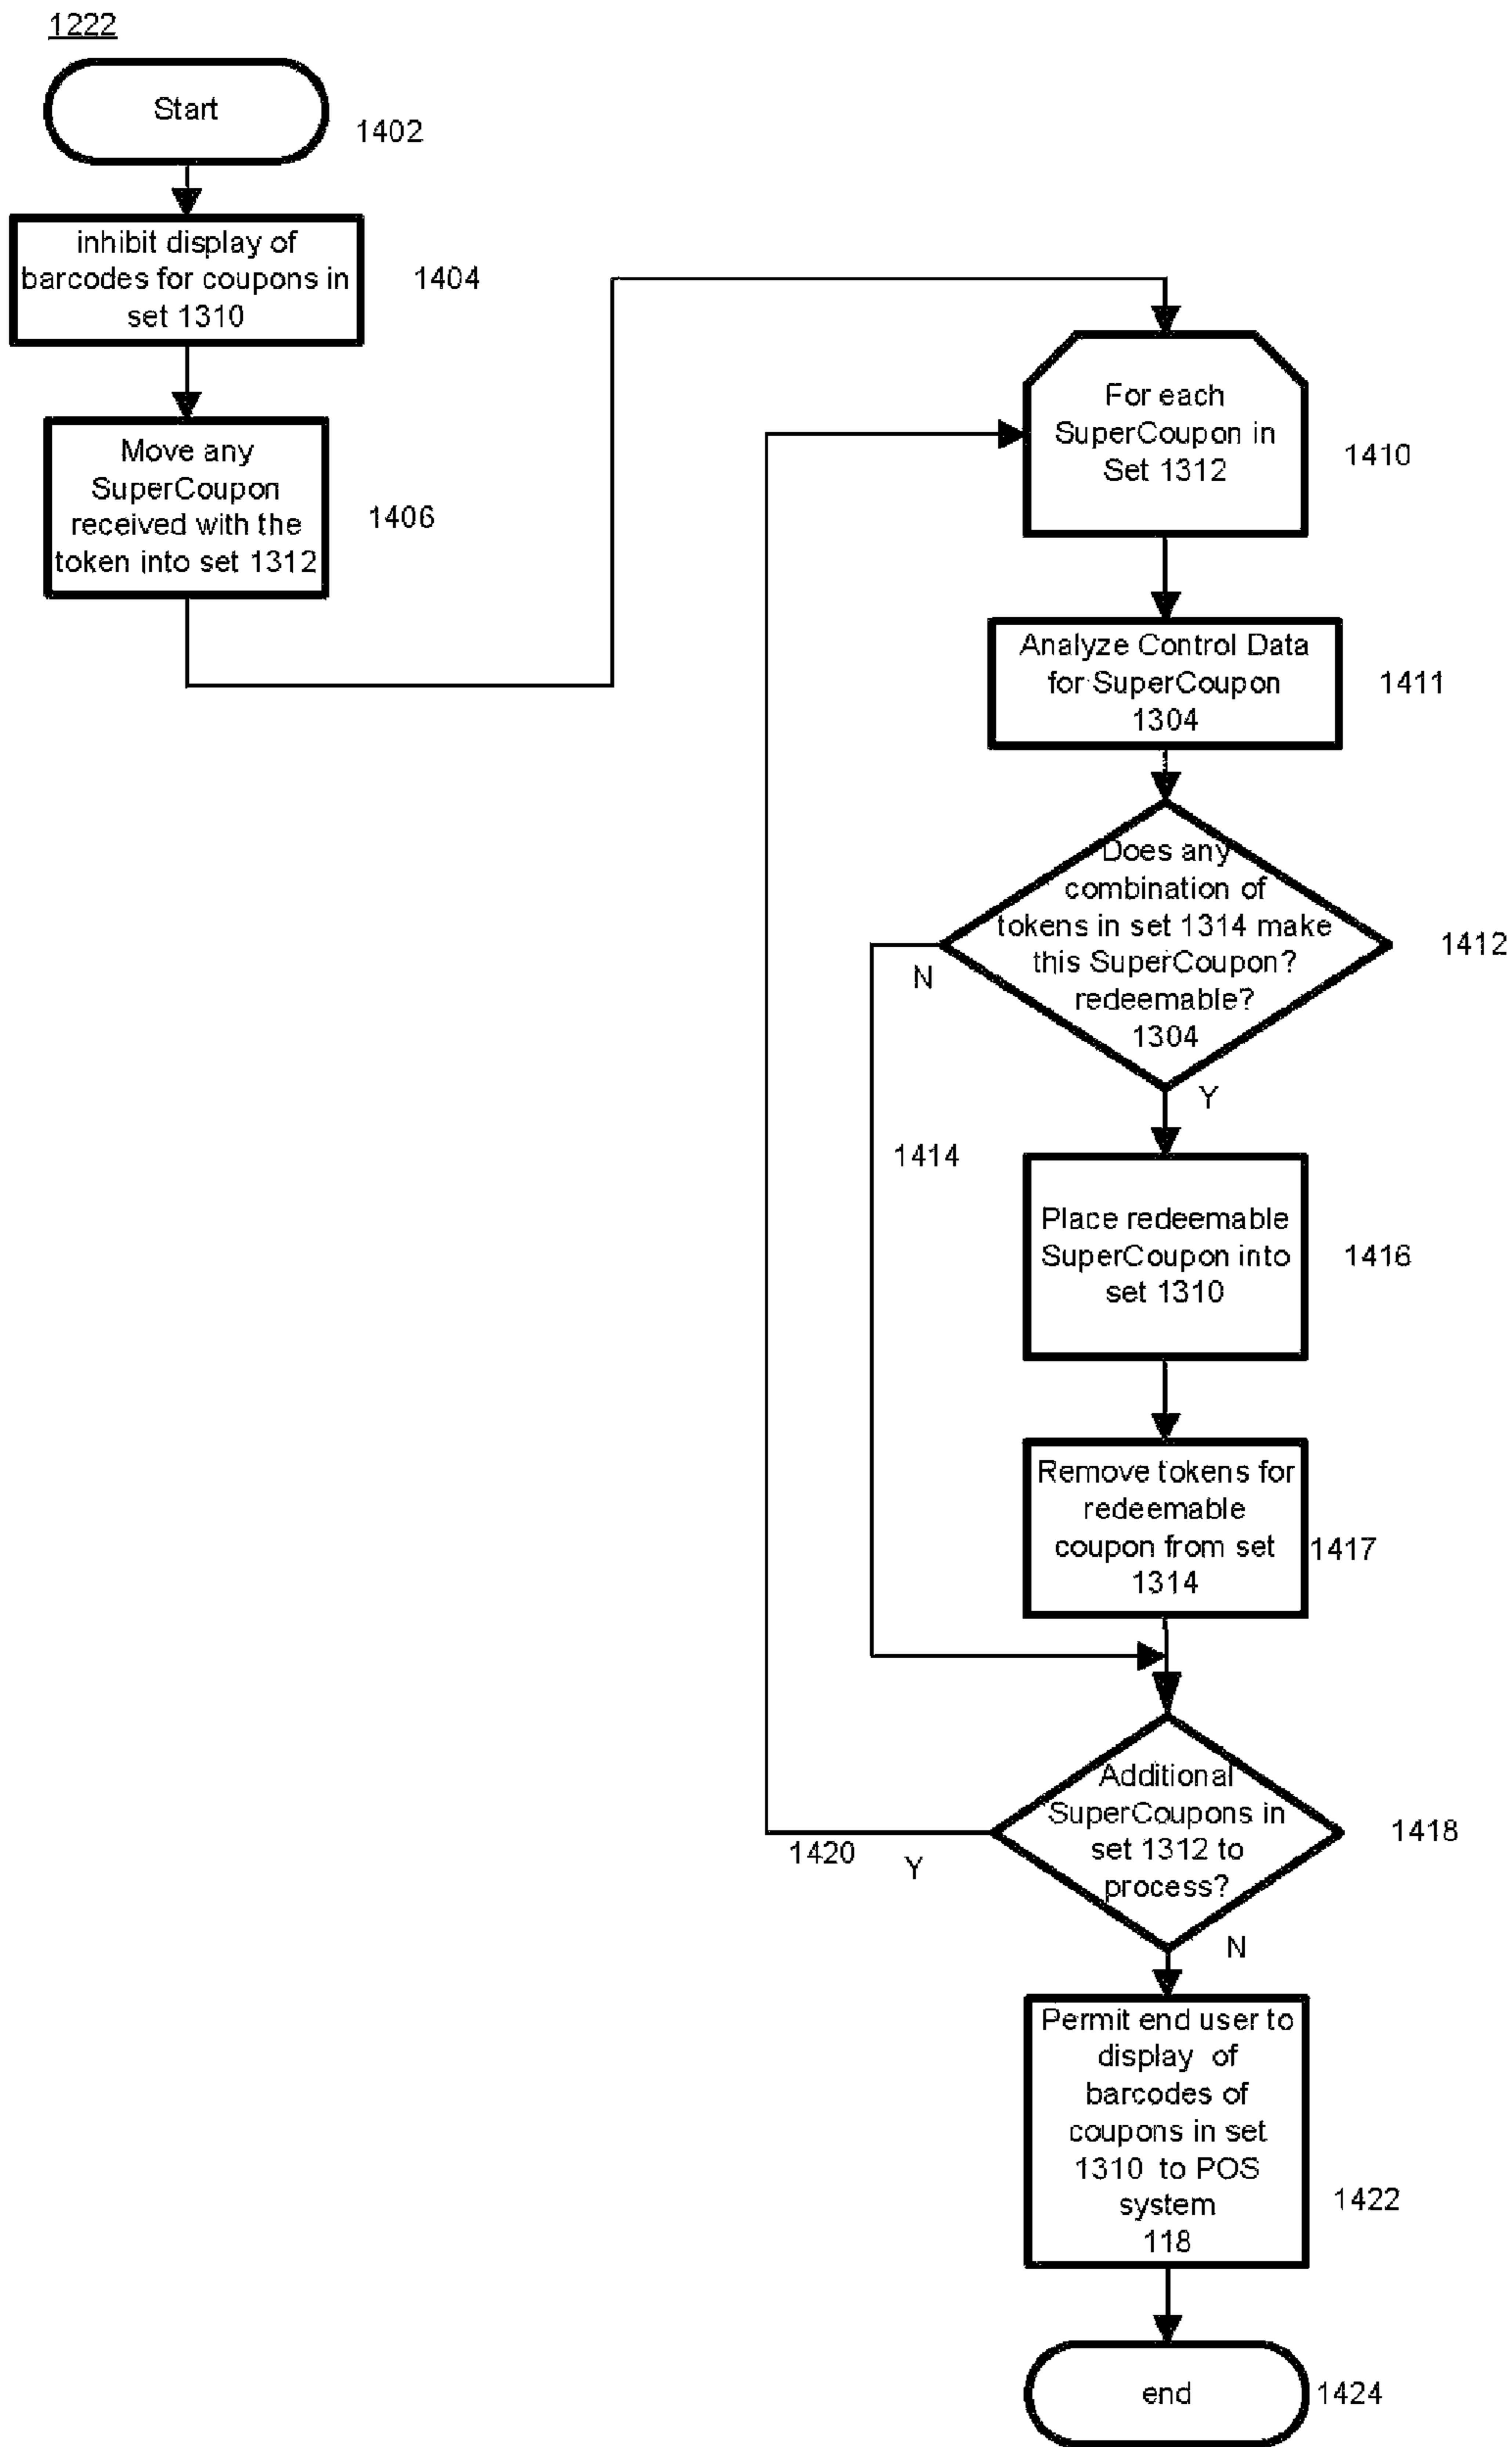 1222
Start
1402
inhibit display of
barcodes for coupons in
set 1310
1404
Move any
SuperCoupon
received with the
token into set 1312
1406
For each
SuperCoupon in
Set 1312
1410
Analyze Control Data
for SuperCoupon
1304
1411
Does any
combination of
tokens in set 1314 make
this SuperCoupon?
redeemable?
1304
1412
N
Y
1414
Place redeemable
SuperCoupon into
set 1310
1416
Remove tokens for
redeemable
coupon from set
1314
1417
Additional
SuperCoupons in
set 1312 to
process?
1418
1420
Y
N
Permit end user to
display of
barcodes of
coupons in set
1310 to POS
system
118
1422
end
1424